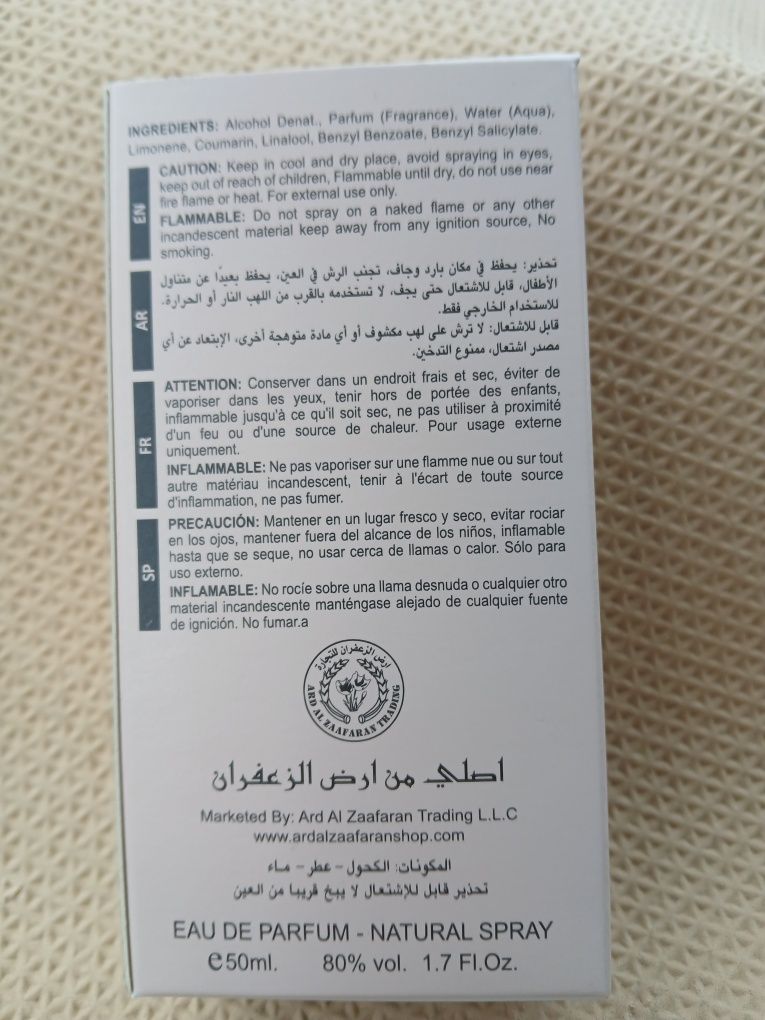 INGREDIENTS: Alcohol Denat., Parfum (Fragrance), Water (Aqua),
Limonene, Coumarin, Linalool, Benzyl Benzoate, Benzyl Salicylate.
EN
CAUTION: Keep in cool and dry place, avoid spraying in eyes,
keep out of reach of children, Flammable until dry, do not use near
fire flame or heat. For external use only.
FLAMMABLE: Do not spray on a naked flame or any other
incandescent material keep away from any ignition source, No
smoking.
AR
تحذير: يحفظ في مكان بارد وجاف، تجنب الرش في العين، يحفظ بعيدًا عن متناول
الأطفال، قابل للاشتعال حتى يجف، لا تستخدمه بالقرب من اللهب النار أو الحرارة.
للاستخدام الخارجي فقط.
قابل للاشتعال: لا ترش على لهب مكشوف أو أي مادة متوهجة أخرى، الإبتعاد عن أي
مصدر اشتعال، ممنوع التدخين.
FR
ATTENTION: Conserver dans un endroit frais et sec, éviter de
vaporiser dans les yeux, tenir hors de portée des enfants,
inflammable jusqu'à ce qu'il soit sec, ne pas utiliser à proximité
d'un feu ou d'une source de chaleur. Pour usage externe
uniquement.
INFLAMMABLE: Ne pas vaporiser sur une flamme nue ou sur tout
autre matériau incandescent, tenir à l'écart de toute source
d'inflammation, ne pas fumer.
SP
PRECAUCIÓN: Mantener en un lugar fresco y seco, evitar rociar
en los ojos, mantener fuera del alcance de los niños, inflamable
hasta que se seque, no usar cerca de llamas o calor. Sólo para
uso externo.
INFLAMABLE: No rocíe sobre una llama desnuda o cualquier otro
material incandescente manténgase alejado de cualquier fuente
de ignición. No fumar.a
ارض الزعفران للتجارة
ARD AL ZAAFARAN TRADING
اصلي من ارض الزعفران
Marketed By: Ard Al Zaafaran Trading L.L.C
www.ardalzaafaranshop.com
المكونات: الكحول - عطر - ماء
تحذير قابل للإشتعال لا يبخ قريبا من العين
EAU DE PARFUM - NATURAL SPRAY
℮50ml. 80% vol. 1.7 Fl.Oz.